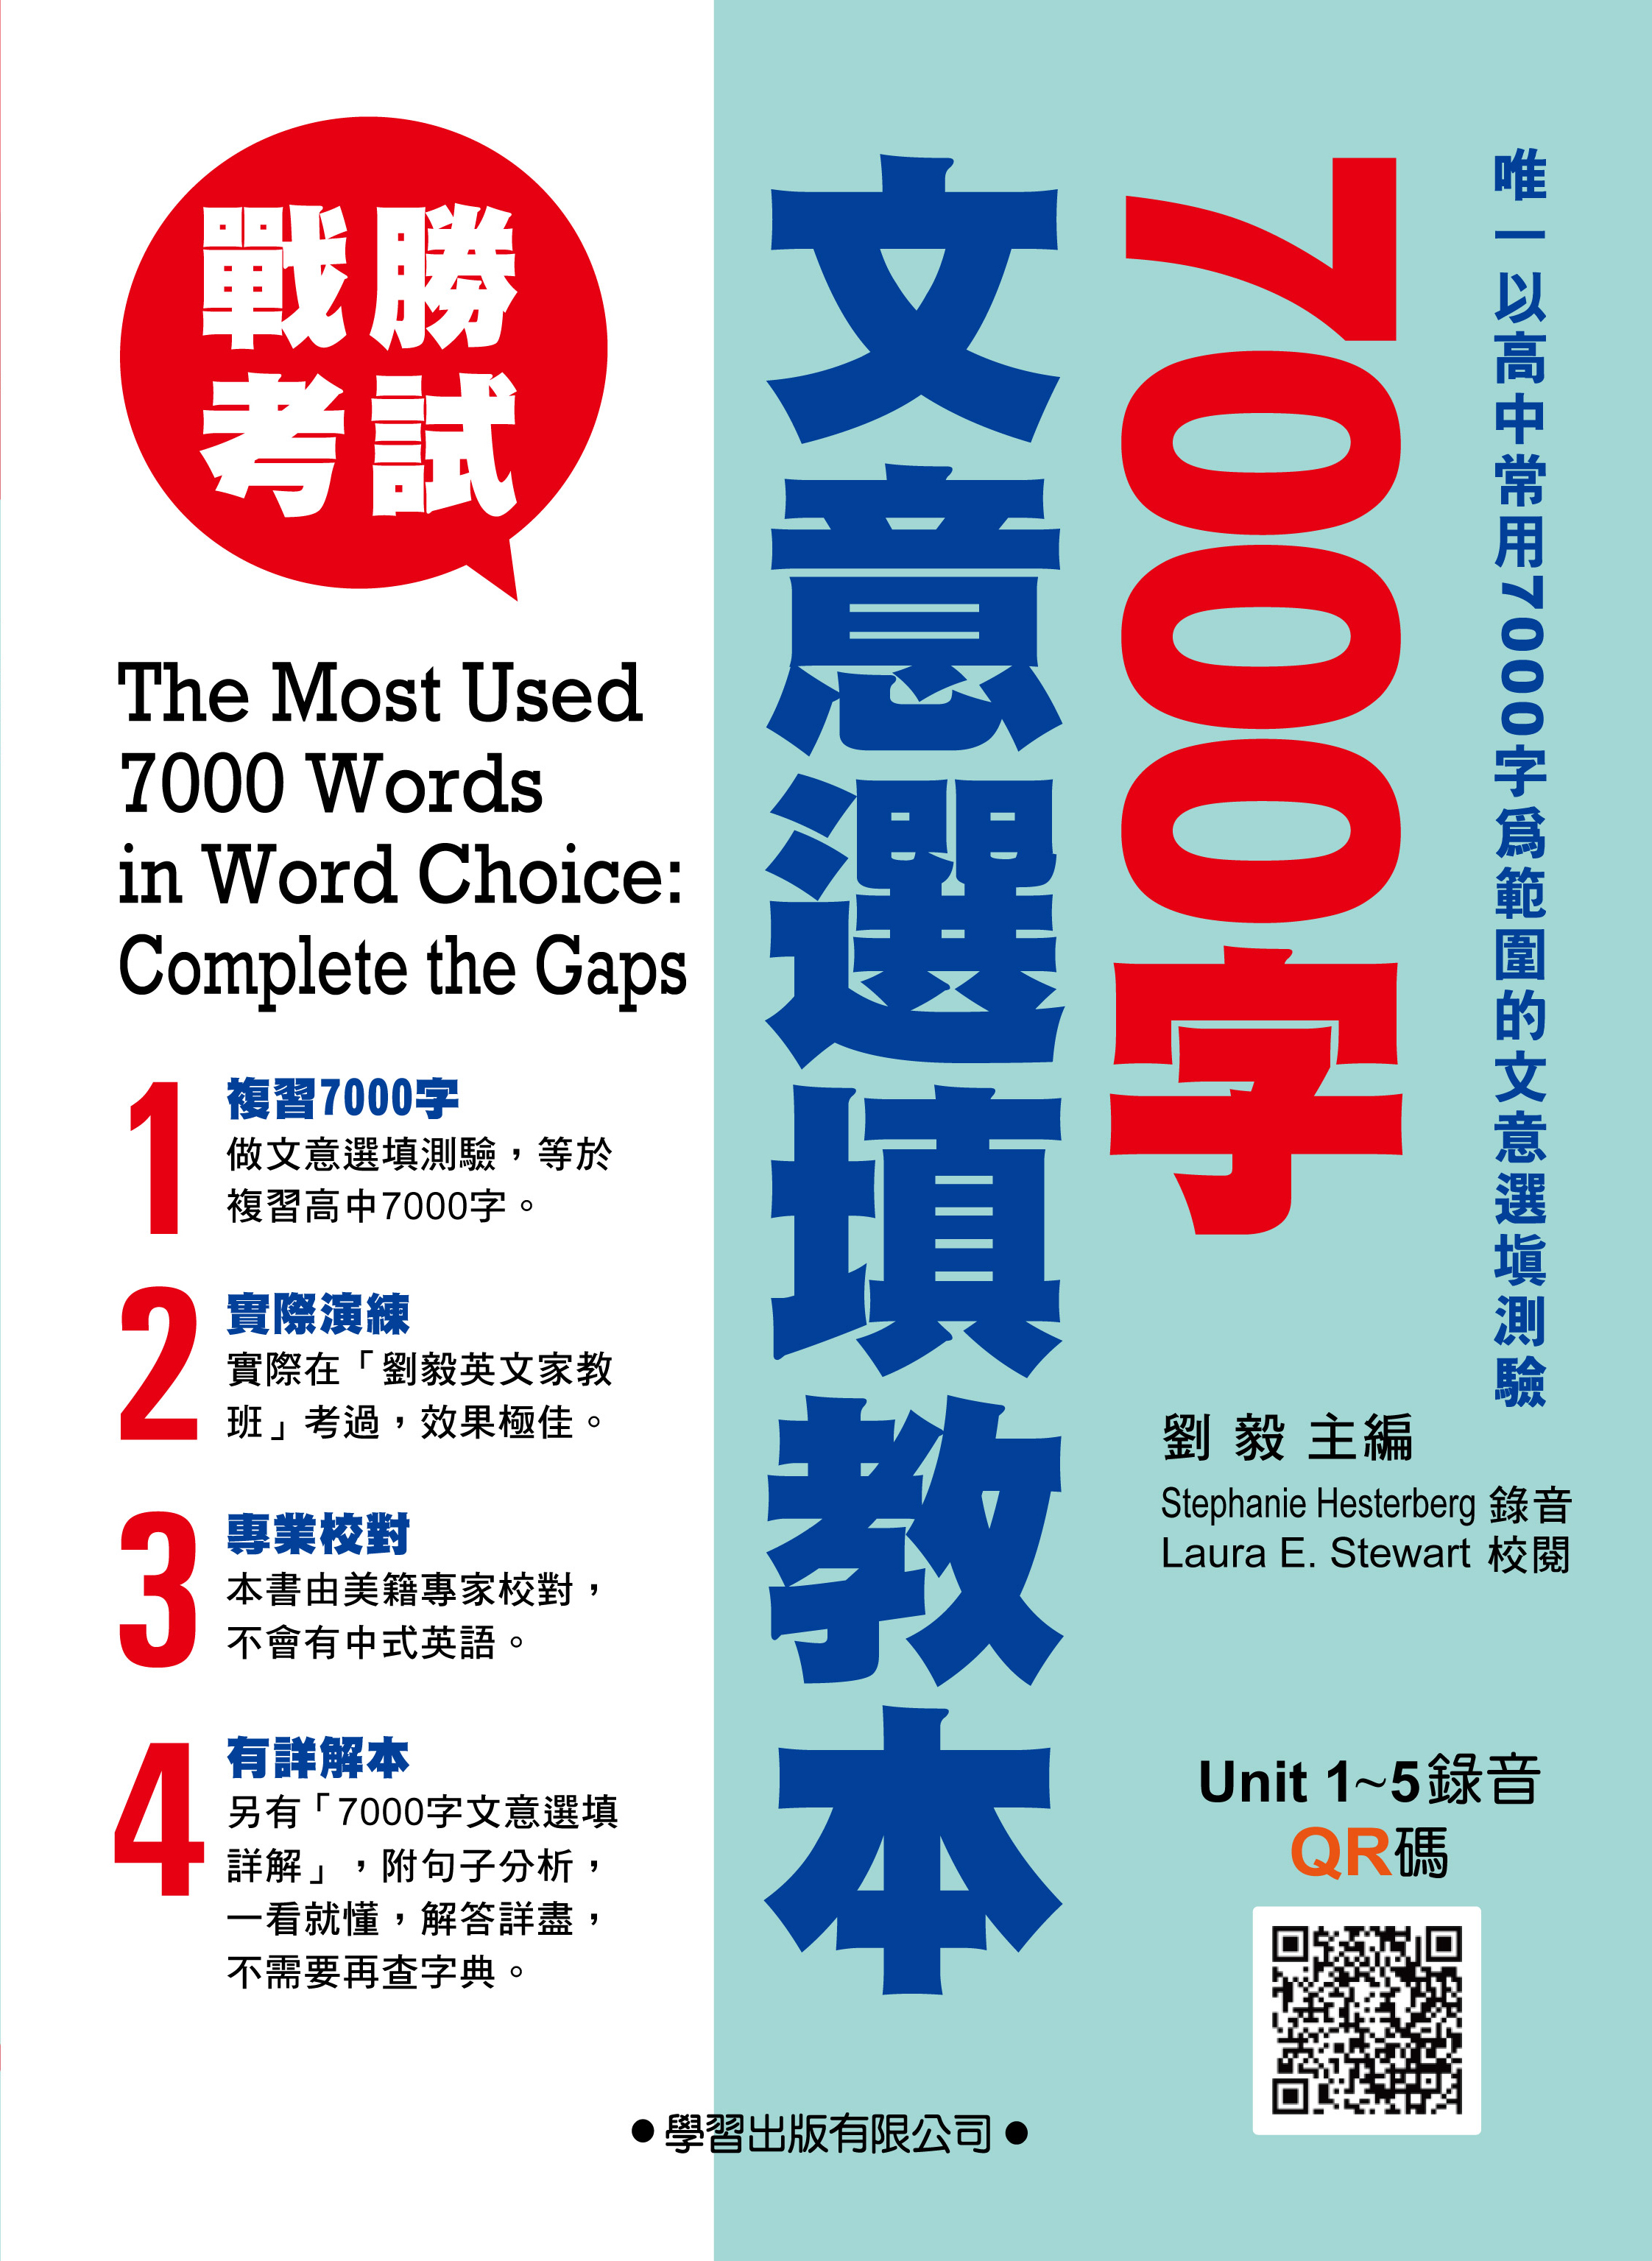 唯一以高中常用7000字爲範圍的文意選塡測驗
7000字
文意選填教本
戰勝
考試
The Most Used
7000 Words
in Word Choice:
Complete the Gaps
1
複習7000字
做文意選填測驗，等於
複習高中7000字。
2
實際演練
實際在「劉毅英文家教
班」考過，效果極佳。
3
專業校對
本書由美籍專家校對，
不會有中式英語。
4
有詳解本
另有「7000字文意選填
詳解」，附句子分析，
一看就懂，解答詳盡，
不需要再查字典。
劉 毅 主編
Stephanie Hesterberg 錄音
Laura E. Stewart 校閱
Unit 1~5錄音
QR碼
●學習出版有限公司●